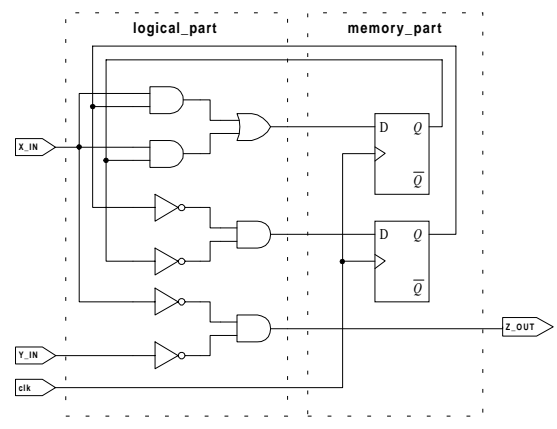 logical_part
memory_part
D Q
X_IN
Q
D Q
Q
Z_OUT
Y_IN
clk